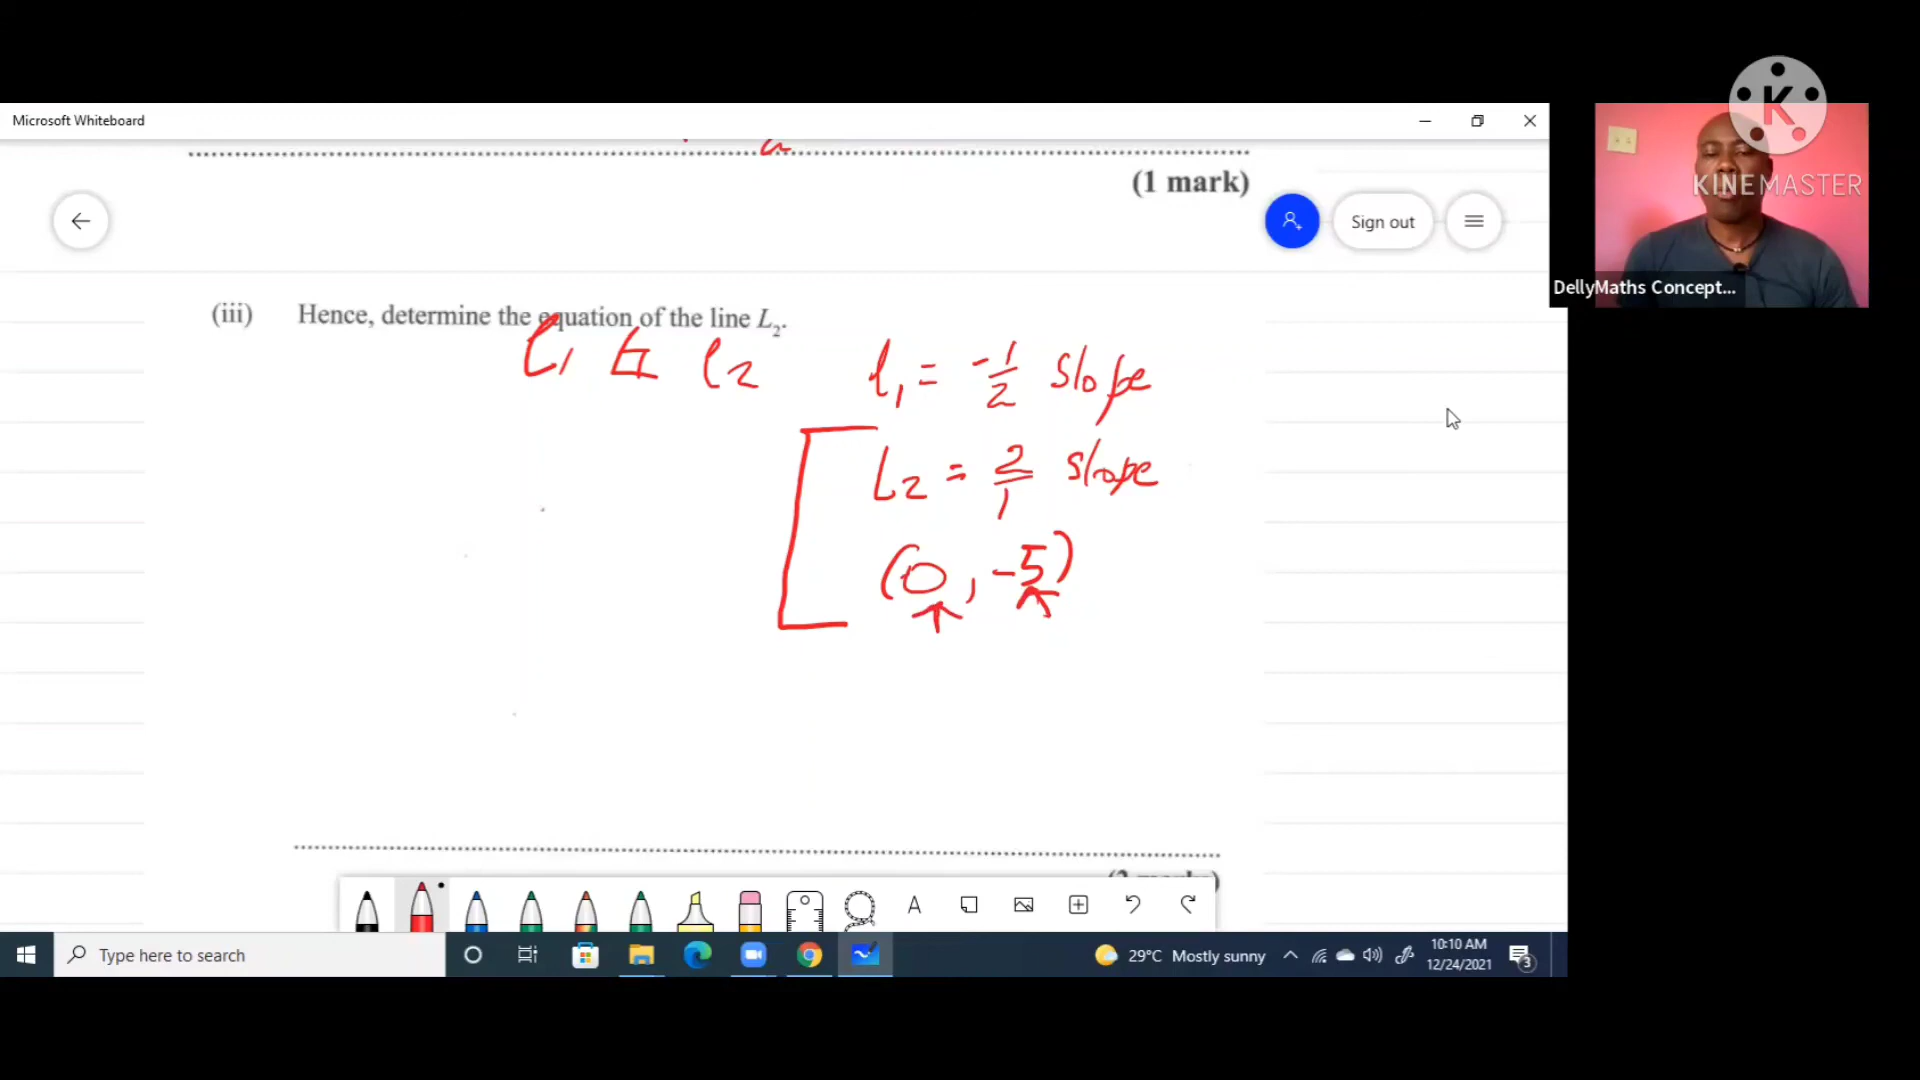 Microsoft Whiteboard
KINEMASTER
(1 mark)
Sign out
DellyMaths Concept...
(iii) Hence, determine the equation of the line L₂.
l₁ ⊾ l₂
l₁ = -1/2 slope
L₂ = 2/1 slope
(0, -5)
A
Type here to search
29°C Mostly sunny
10:10 AM
12/24/2021
3